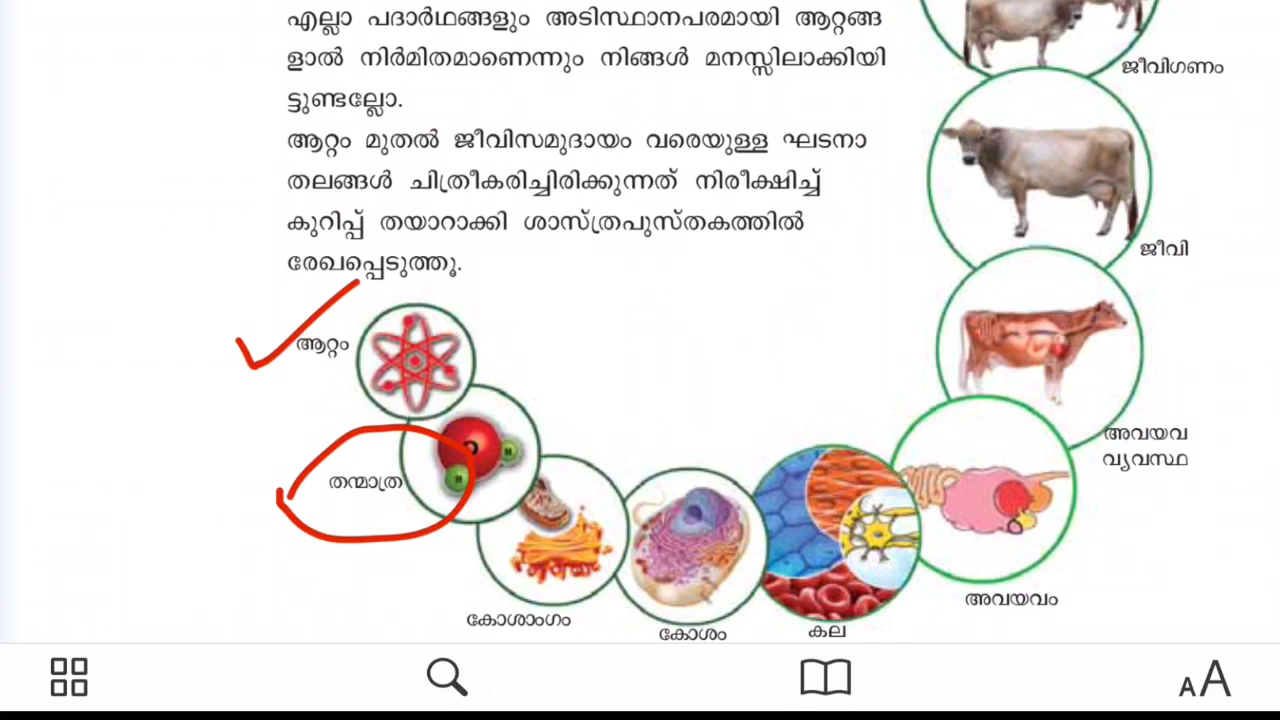 എല്ലാ പദാർഥങ്ങളും അടിസ്ഥാനപരമായി ആറ്റങ്ങ
ളാൽ നിർമിതമാണെന്നും നിങ്ങൾ മനസ്സിലാക്കിയി
ട്ടുണ്ടല്ലോ.
ആറ്റം മുതൽ ജീവിസമുദായം വരെയുള്ള ഘടനാ
തലങ്ങൾ ചിത്രീകരിച്ചിരിക്കുന്നത് നിരീക്ഷിച്ച്
കുറിപ്പ് തയാറാക്കി ശാസ്ത്രപുസ്തകത്തിൽ
രേഖപ്പെടുത്തൂ.
ജീവിഗണം
ജീവി
അവയവ
വ്യവസ്ഥ
ആറ്റം
O
H
H
തന്മാത്ര
കോശാംഗം
കോശം
കല
അവയവം
AA